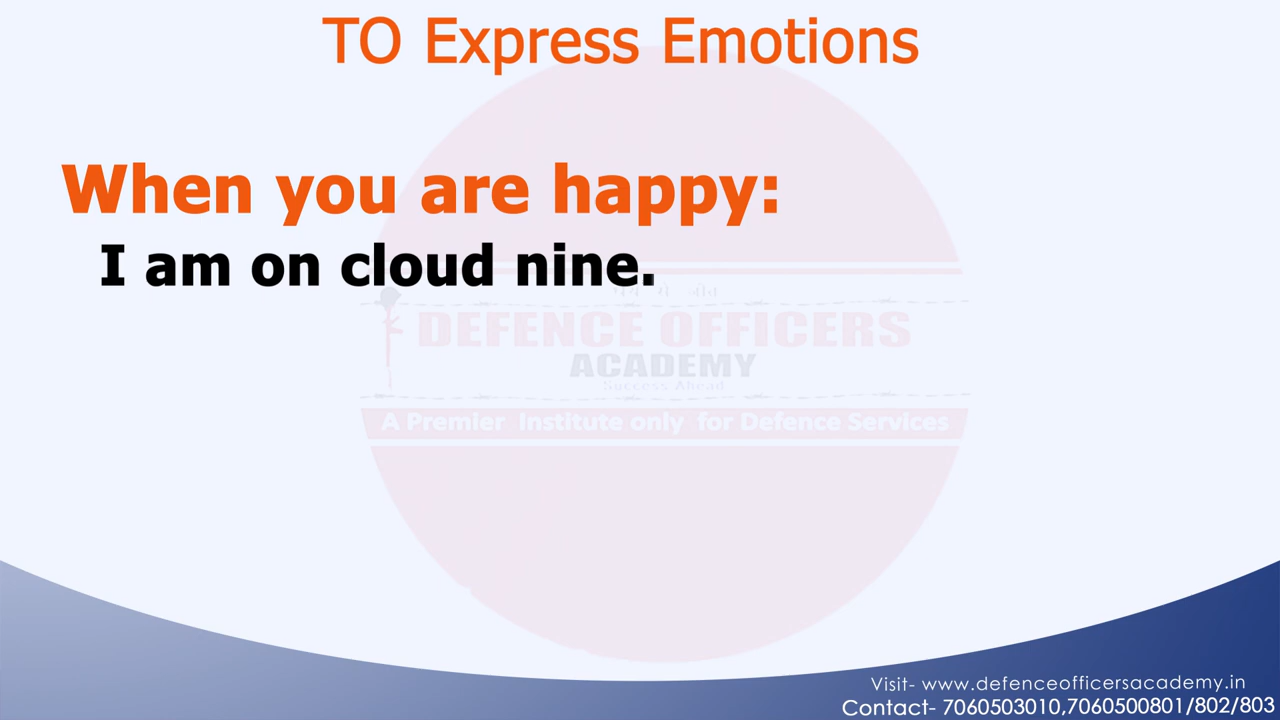 TO Express Emotions
When you are happy:
I am on cloud nine.
DEFENCE OFFICERS
ACADEMY
Success Ahead
A Premier Institute only for Defence Services
Visit- www.defenceofficersacademy.in
Contact- 7060503010,7060500801/802/803